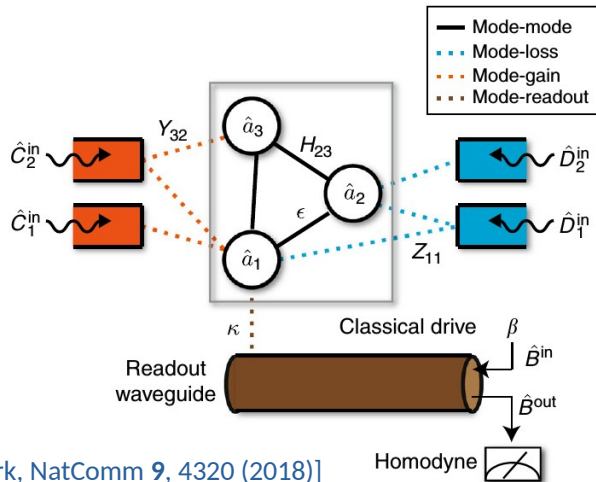 Mode-mode
Mode-loss
Mode-gain
Mode-readout
Y₃₂
Ĉ₂ⁱⁿ
Ĉ₁ⁱⁿ
â₃
H₂₃
â₂
ϵ
â₁
D̂₂ⁱⁿ
D̂₁ⁱⁿ
Z₁₁
κ
Classical drive
β
B̂ⁱⁿ
Readout
waveguide
B̂ᵒᵘᵗ
rk, NatComm 9, 4320 (2018)]
Homodyne